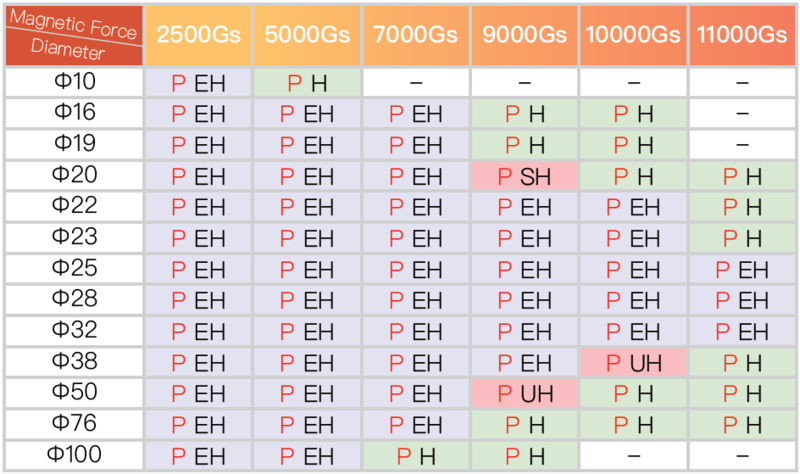 Magnetic Force 2500Gs 5000Gs 7000Gs 9000Gs 10000Gs 11000Gs
Diameter
Φ10 P EH P H – – – –
Φ16 P EH P EH P EH P H P H –
Φ19 P EH P EH P EH P H P H –
Φ20 P EH P EH P EH P SH P H P H
Φ22 P EH P EH P EH P EH P EH P H
Φ23 P EH P EH P EH P EH P EH P H
Φ25 P EH P EH P EH P EH P EH P EH
Φ28 P EH P EH P EH P EH P EH P EH
Φ32 P EH P EH P EH P EH P EH P EH
Φ38 P EH P EH P EH P EH P UH P H
Φ50 P EH P EH P EH P UH P H P H
Φ76 P EH P EH P EH P H P H P H
Φ100 P EH P EH P H P H – –